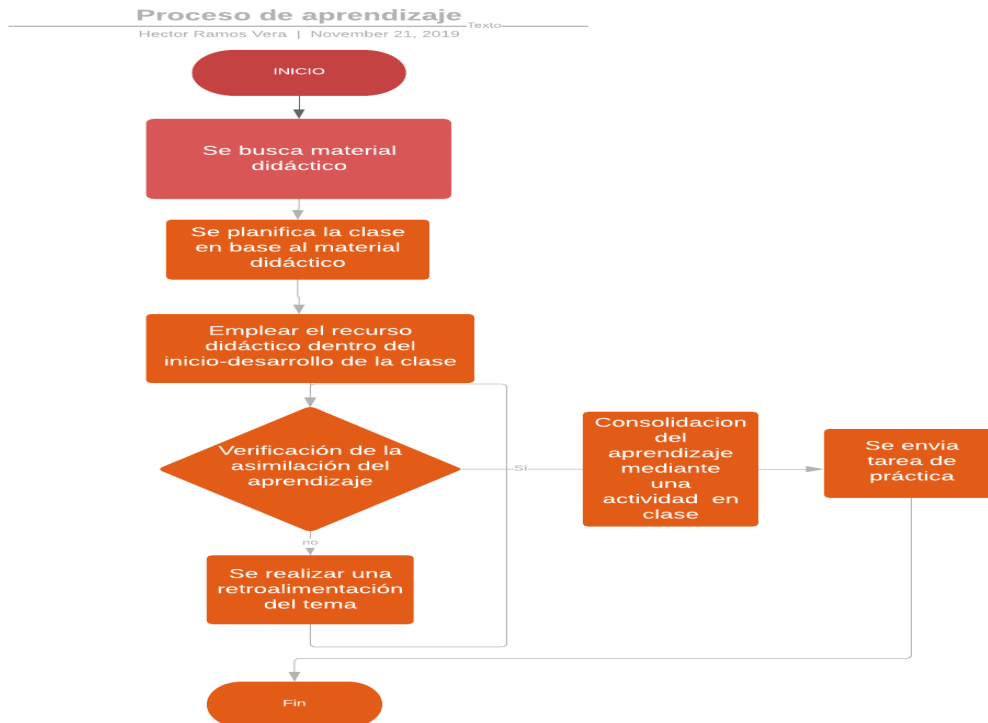 Proceso de aprendizaje
Texto
Hector Ramos Vera | November 21, 2019
INICIO
Se busca material
didáctico
Se planifica la clase
en base al material
didáctico
Emplear el recurso
didáctico dentro del
inicio-desarrollo de la clase
Verificación de la
asimilación del
aprendizaje
Sí
Consolidacion
del
aprendizaje
mediante
una
actividad en
clase
Se envia
tarea de
práctica
no
Se realizar una
retroalimentación
del tema
Fin